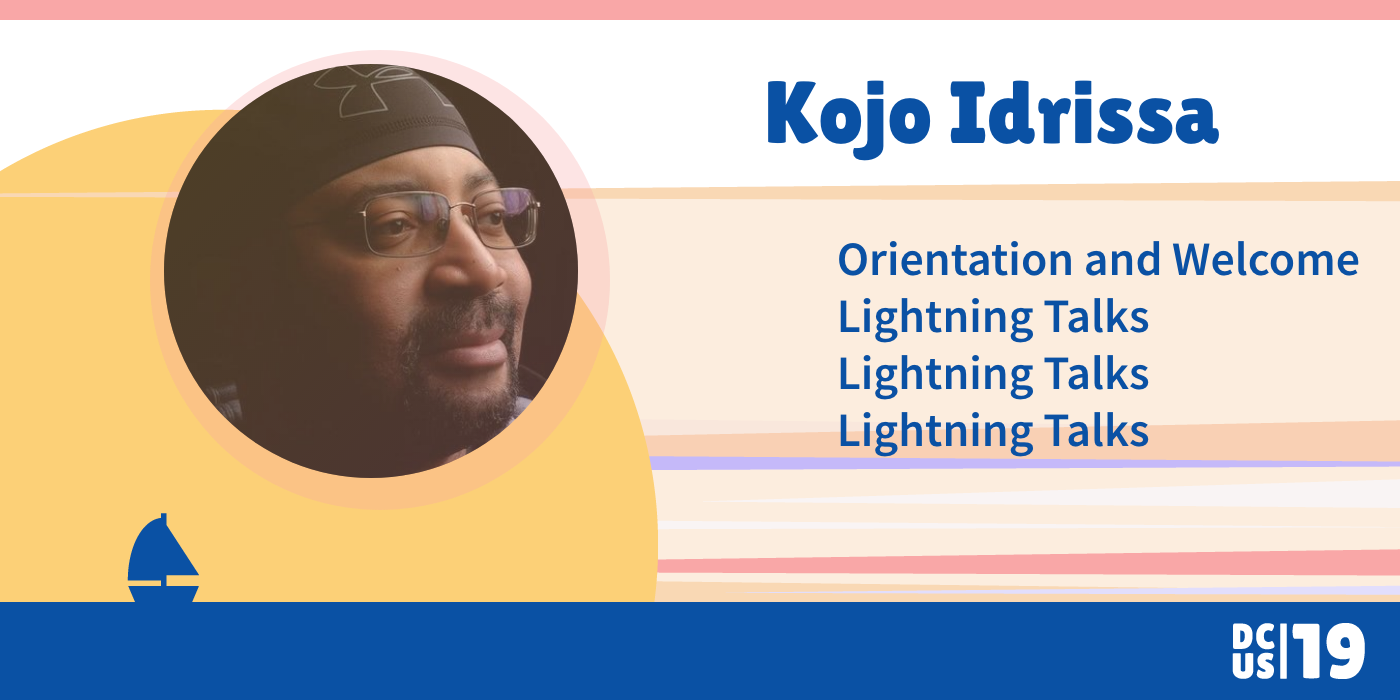 Kojo Idrissa
Orientation and Welcome
Lightning Talks
Lightning Talks
Lightning Talks
DC
US
19